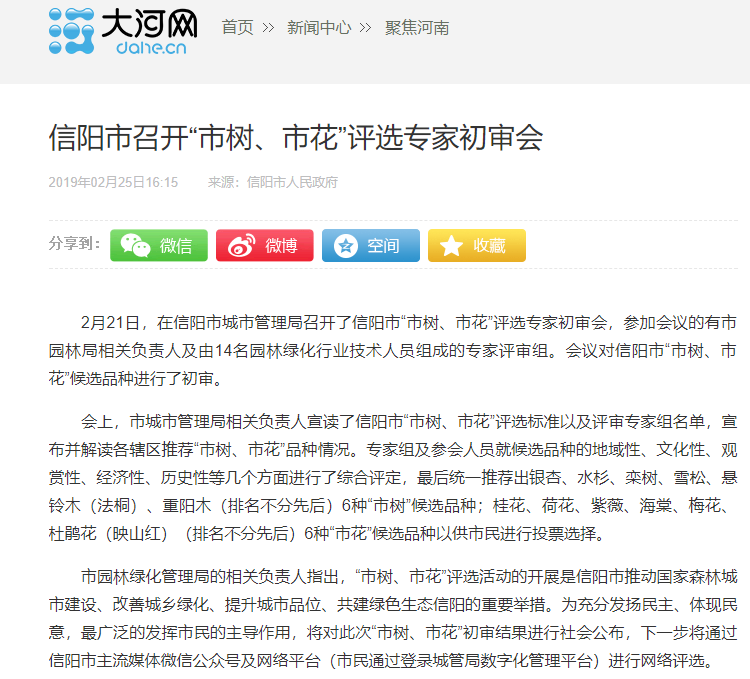 大河网
dahe.cn
首页 >> 新闻中心 >> 聚焦河南
信阳市召开“市树、市花”评选专家初审会
2019年02月25日16:15 来源：信阳市人民政府
分享到： 微信 微博 空间 收藏
2月21日，在信阳市城市管理局召开了信阳市“市树、市花”评选专家初审会，参加会议的有市
园林局相关负责人及由14名园林绿化行业技术人员组成的专家评审组。会议对信阳市“市树、市
花”候选品种进行了初审。
会上，市城市管理局相关负责人宣读了信阳市“市树、市花”评选标准以及评审专家组名单，宣
布并解读各辖区推荐“市树、市花”品种情况。专家组及参会人员就候选品种的地域性、文化性、观
赏性、经济性、历史性等几个方面进行了综合评定，最后统一推荐出银杏、水杉、栾树、雪松、悬
铃木（法桐）、重阳木（排名不分先后）6种“市树”候选品种；桂花、荷花、紫薇、海棠、梅花、
杜鹃花（映山红）（排名不分先后）6种“市花”候选品种以供市民进行投票选择。
市园林绿化管理局的相关负责人指出，“市树、市花”评选活动的开展是信阳市推动国家森林城
市建设、改善城乡绿化、提升城市品位、共建绿色生态信阳的重要举措。为充分发扬民主、体现民
意，最广泛的发挥市民的主导作用，将对此次“市树、市花”初审结果进行社会公布，下一步将通过
信阳市主流媒体微信公众号及网络平台（市民通过登录城管局数字化管理平台）进行网络评选。